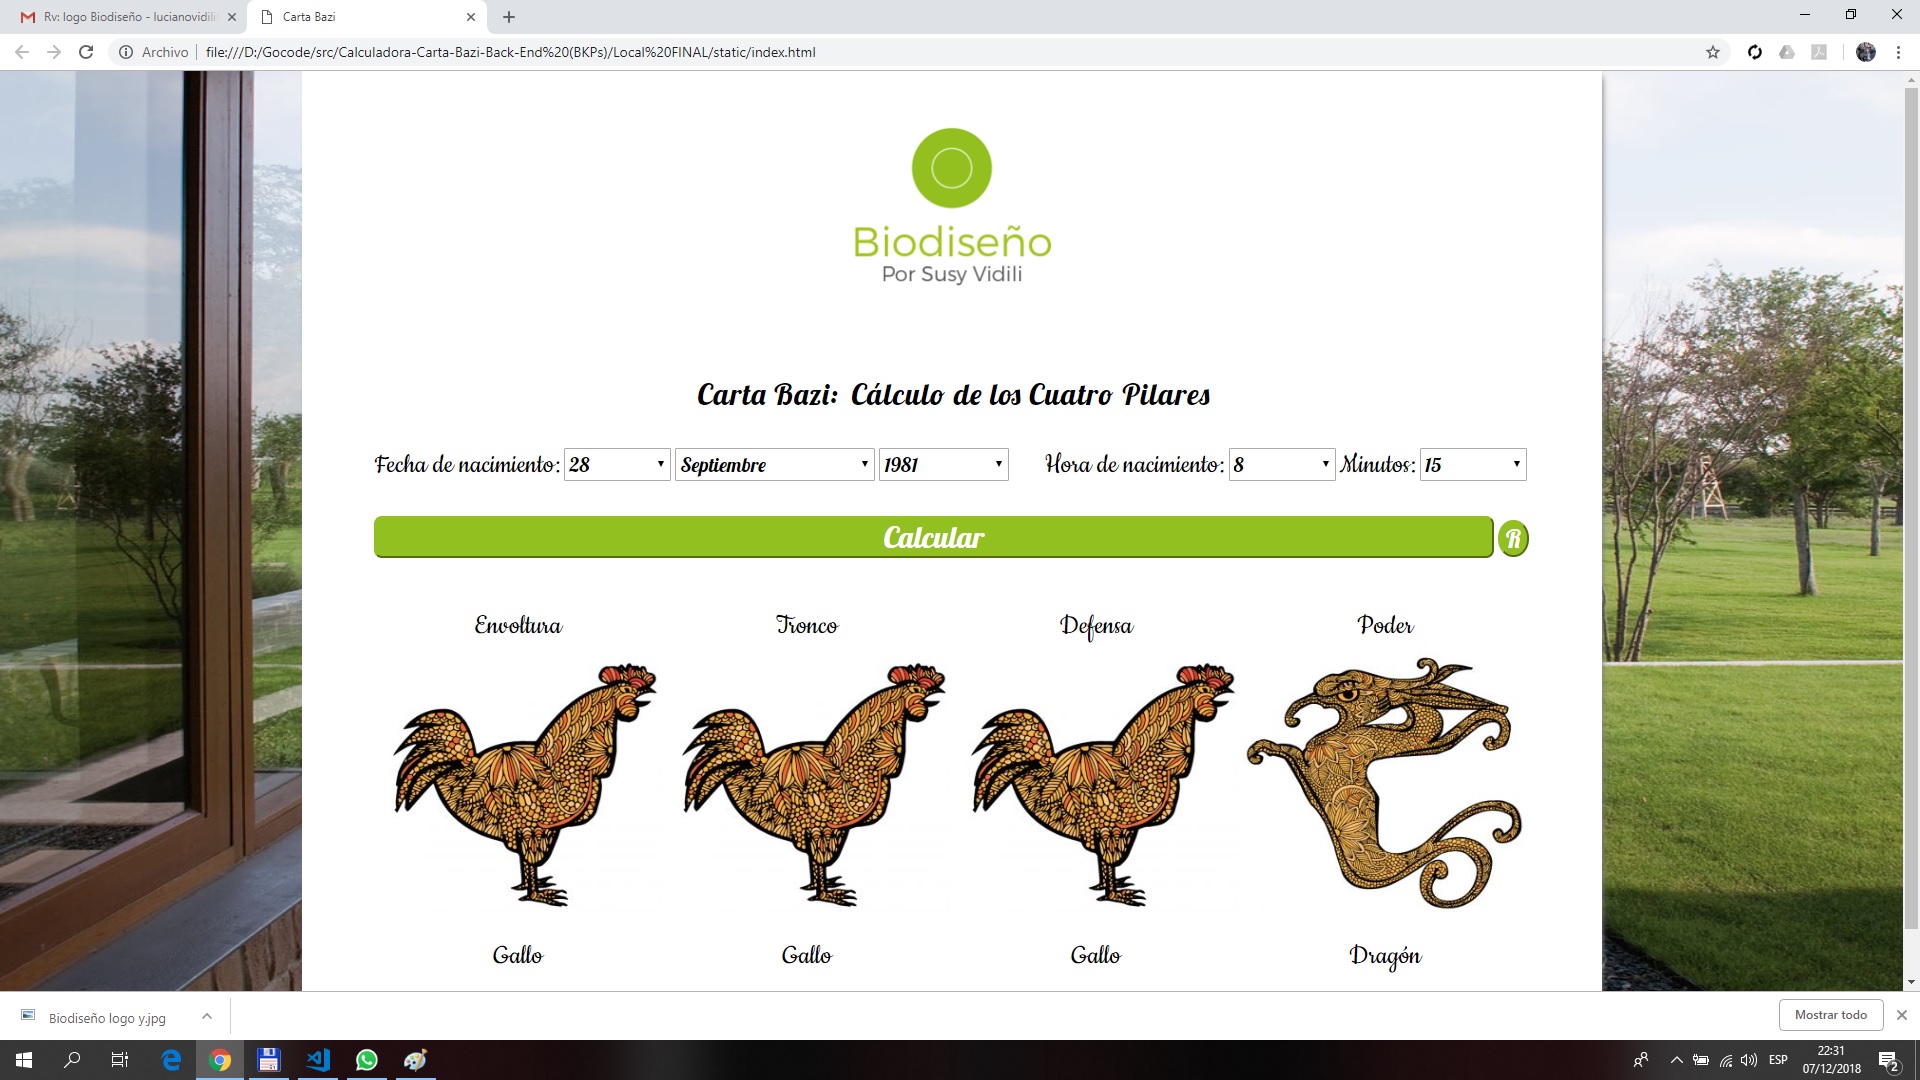 Rv: logo Biodiseño - lucianovidili
Carta Bazi
Archivo
file:///D:/Gocode/src/Calculadora-Carta-Bazi-Back-End%20(BKPs)/Local%20FINAL/static/index.html
Biodiseño
Por Susy Vidili
Carta Bazi: Cálculo de los Cuatro Pilares
Fecha de nacimiento: 28 Septiembre 1981 Hora de nacimiento: 8 Minutos: 15
Calcular R
Envoltura Tronco Defensa Poder
Gallo Gallo Gallo Dragón
Biodiseño logo y.jpg
Mostrar todo
ESP
22:31
07/12/2018
2